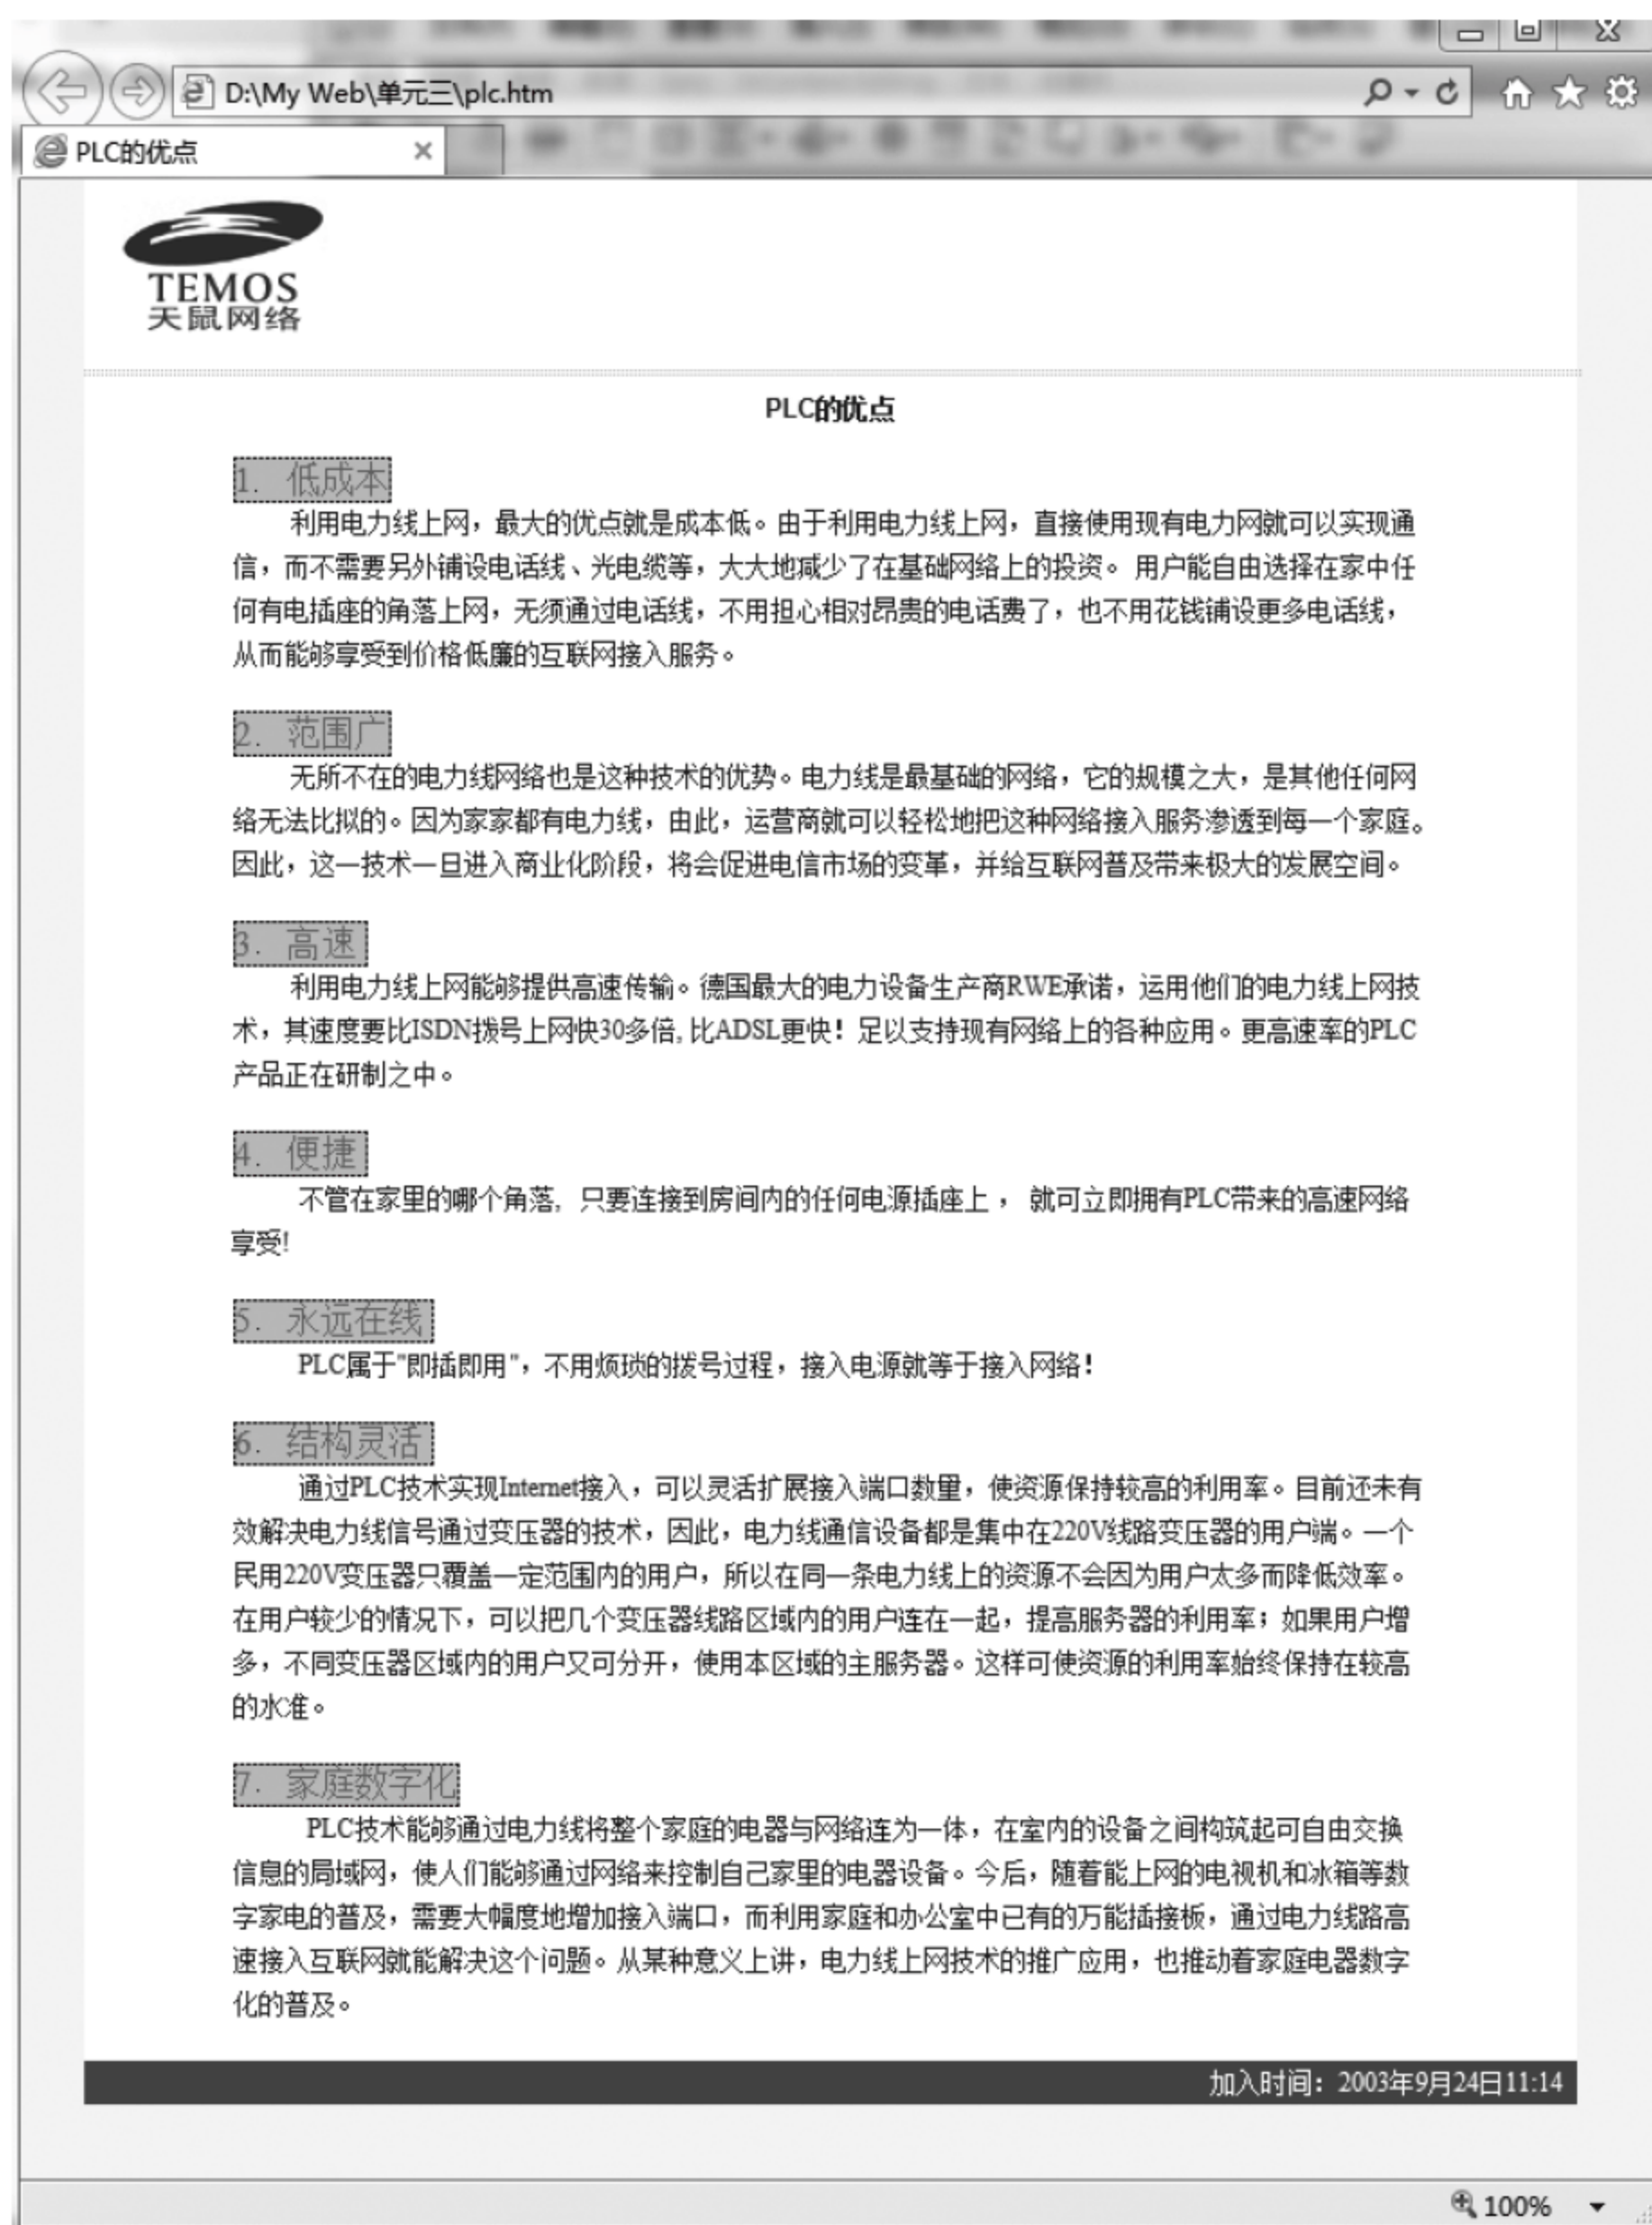 D:\My Web\单元三\plc.htm
PLC的优点
TEMOS
天鼠网络
PLC的优点
1. 低成本
利用电力线上网，最大的优点就是成本低。由于利用电力线上网，直接使用现有电力网就可以实现通
信，而不需要另外铺设电话线、光电缆等，大大地减少了在基础网络上的投资。 用户能自由选择在家中任
何有电插座的角落上网，无须通过电话线，不用担心相对昂贵的电话费了，也不用花钱铺设更多电话线，
从而能够享受到价格低廉的互联网接入服务。
2. 范围广
无所不在的电力线网络也是这种技术的优势。电力线是最基础的网络，它的规模之大，是其他任何网
络无法比拟的。因为家家都有电力线，由此，运营商就可以轻松地把这种网络接入服务渗透到每一个家庭。
因此，这一技术一旦进入商业化阶段，将会促进电信市场的变革，并给互联网普及带来极大的发展空间。
3. 高速
利用电力线上网能够提供高速传输。德国最大的电力设备生产商RWE承诺，运用他们的电力线上网技
术，其速度要比ISDN拨号上网快30多倍, 比ADSL更快！足以支持现有网络上的各种应用。更高速率的PLC
产品正在研制之中。
4. 便捷
不管在家里的哪个角落, 只要连接到房间内的任何电源插座上， 就可立即拥有PLC带来的高速网络
享受!
5. 永远在线
PLC属于"即插即用"，不用烦琐的拨号过程，接入电源就等于接入网络！
6. 结构灵活
通过PLC技术实现Internet接入，可以灵活扩展接入端口数量，使资源保持较高的利用率。目前还未有
效解决电力线信号通过变压器的技术，因此，电力线通信设备都是集中在220V线路变压器的用户端。一个
民用220V变压器只覆盖一定范围内的用户，所以在同一条电力线上的资源不会因为用户太多而降低效率。
在用户较少的情况下，可以把几个变压器线路区域内的用户连在一起，提高服务器的利用率；如果用户增
多，不同变压器区域内的用户又可分开，使用本区域的主服务器。这样可使资源的利用率始终保持在较高
的水准。
7. 家庭数字化
PLC技术能够通过电力线将整个家庭的电器与网络连为一体，在室内的设备之间构筑起可自由交换
信息的局域网，使人们能够通过网络来控制自己家里的电器设备。今后，随着能上网的电视机和冰箱等数
字家电的普及，需要大幅度地增加接入端口，而利用家庭和办公室中已有的万能插接板，通过电力线路高
速接入互联网就能解决这个问题。从某种意义上讲，电力线上网技术的推广应用，也推动着家庭电器数字
化的普及。
加入时间：2003年9月24日11:14
100%